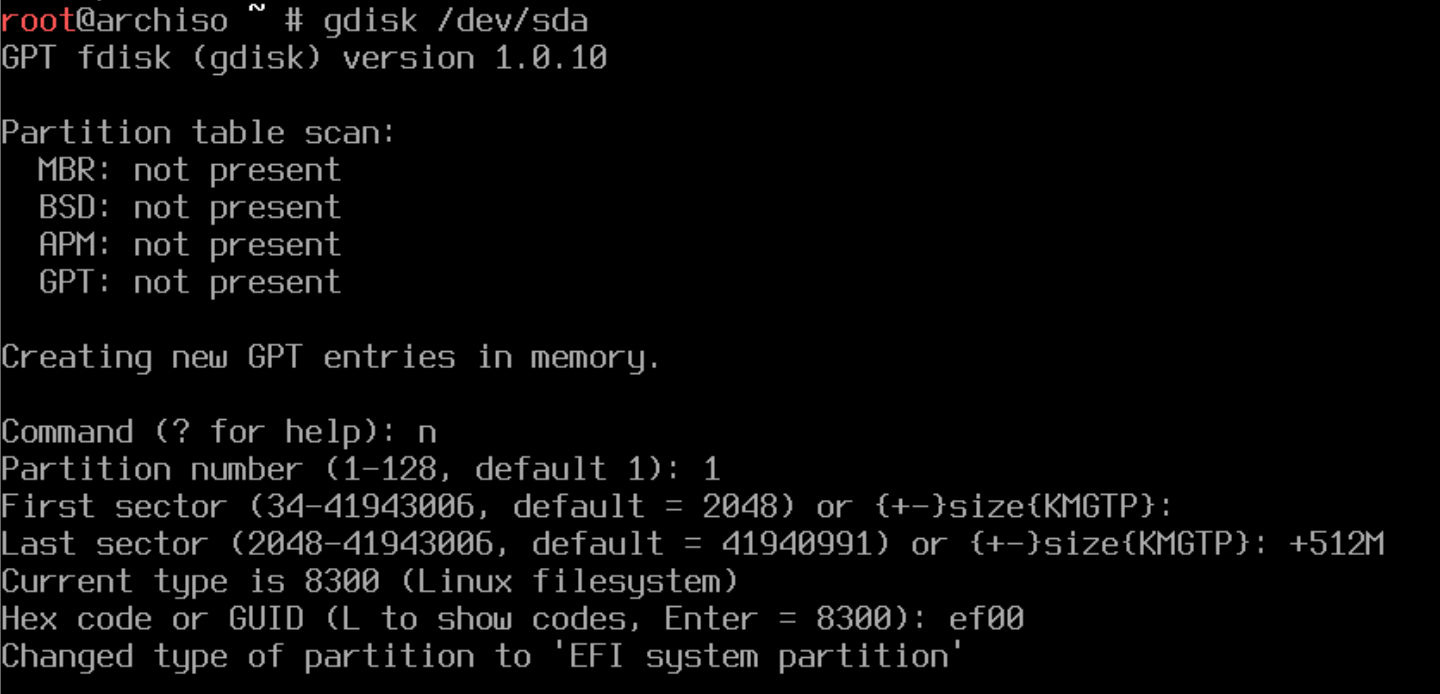 root@archiso ~ # gdisk /dev/sda
GPT fdisk (gdisk) version 1.0.10

Partition table scan:
  MBR: not present
  BSD: not present
  APM: not present
  GPT: not present

Creating new GPT entries in memory.

Command (? for help): n
Partition number (1-128, default 1): 1
First sector (34-41943006, default = 2048) or {+-}size{KMGTP}:
Last sector (2048-41943006, default = 41940991) or {+-}size{KMGTP}: +512M
Current type is 8300 (Linux filesystem)
Hex code or GUID (L to show codes, Enter = 8300): ef00
Changed type of partition to 'EFI system partition'